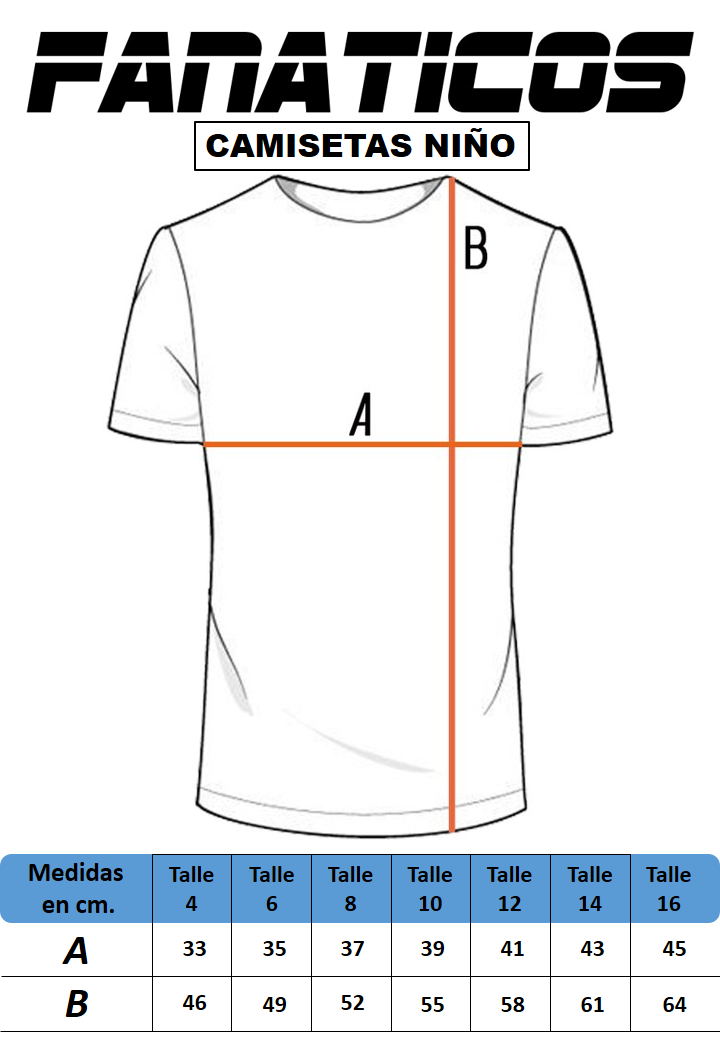 FANATICOS
CAMISETAS NIÑO
B
A
Medidas en cm. Talle 4 Talle 6 Talle 8 Talle 10 Talle 12 Talle 14 Talle 16
A 33 35 37 39 41 43 45
B 46 49 52 55 58 61 64